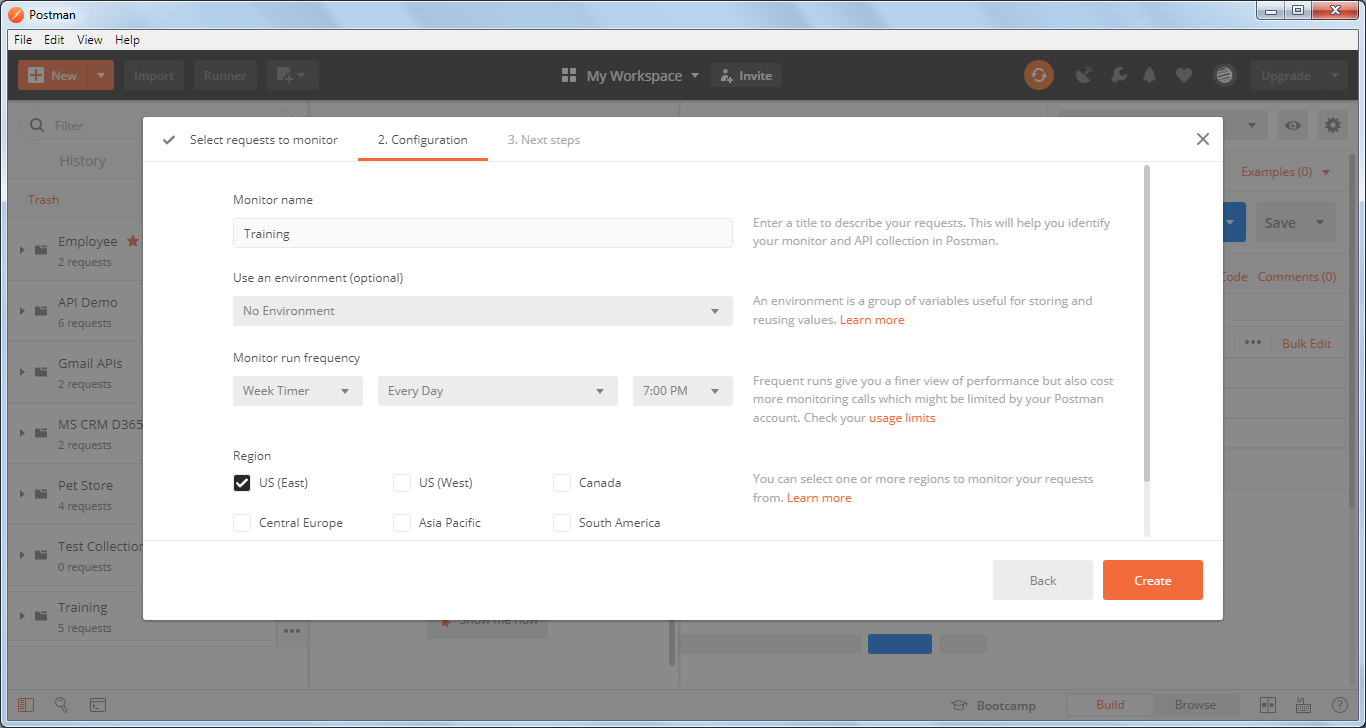 Postman
File Edit View Help
New Import Runner My Workspace Invite Upgrade
Filter
History
Trash
Employee
2 requests
API Demo
6 requests
Gmail APIs
2 requests
MS CRM D365
2 requests
Pet Store
4 requests
Test Collection
0 requests
Training
5 requests
Select requests to monitor 2. Configuration 3. Next steps
Monitor name
Training
Enter a title to describe your requests. This will help you identify
your monitor and API collection in Postman.
Use an environment (optional)
No Environment
An environment is a group of variables useful for storing and
reusing values. Learn more
Monitor run frequency
Week Timer Every Day 7:00 PM
Frequent runs give you a finer view of performance but also cost
more monitoring calls which might be limited by your Postman
account. Check your usage limits
Region
US (East) US (West) Canada
Central Europe Asia Pacific South America
You can select one or more regions to monitor your requests
from. Learn more
Back Create
Examples (0)
Save
Code Comments (0)
Bulk Edit
Show me how
Bootcamp Build Browse